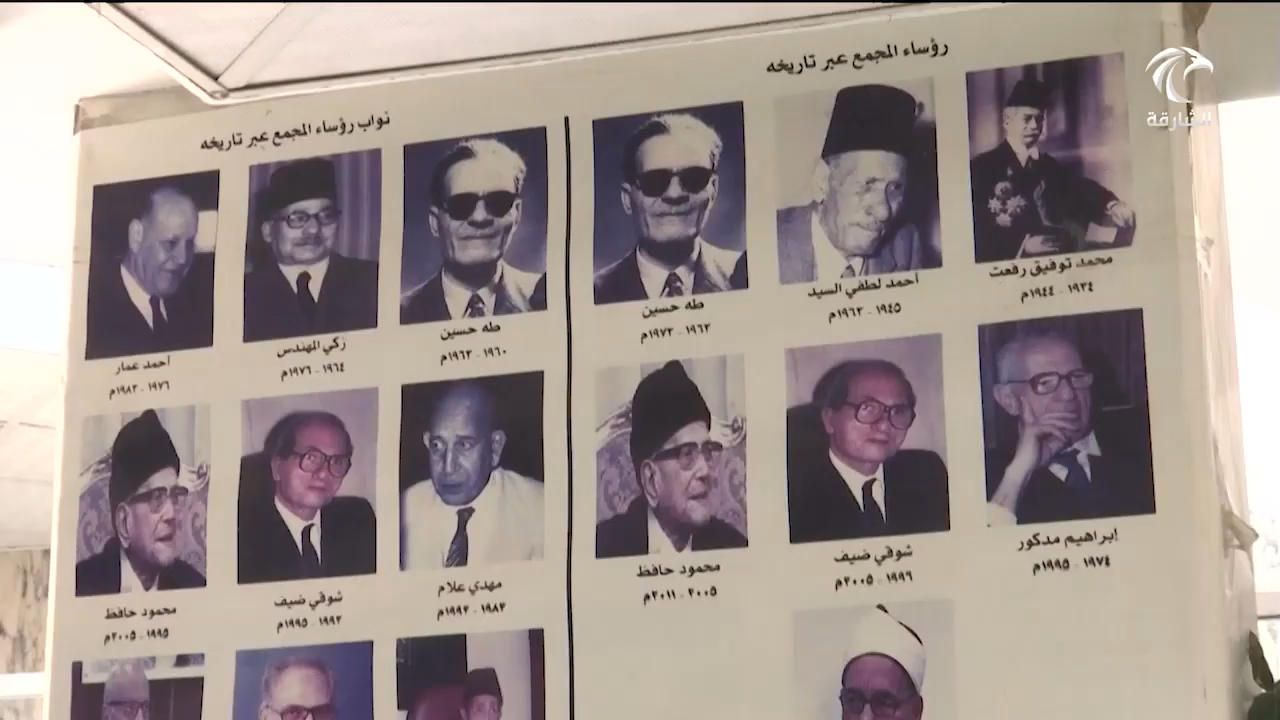 رؤساء المجمع عبر تاريخه
محمد توفيق رفعت
١٩٣٤ - ١٩٤٤م
أحمد لطفي السيد
١٩٤٥ - ١٩٦٣م
طه حسين
١٩٦٣ - ١٩٧٣م
إبراهيم مدكور
١٩٧٤ - ١٩٩٥م
شوقي ضيف
١٩٩٦ - ٢٠٠٥م
محمود حافظ
٢٠٠٥ - ٢٠١١م
نواب رؤساء المجمع عبر تاريخه
طه حسين
١٩٦٠ - ١٩٦٣م
زكي المهندس
١٩٦٤ - ١٩٧٦م
أحمد عمار
١٩٧٦ - ١٩٨٣م
مهدي علام
١٩٨٣ - ١٩٩٢م
شوقي ضيف
١٩٩٢ - ١٩٩٥م
محمود حافظ
١٩٩٥ - ٢٠٠٥م
الشارقة